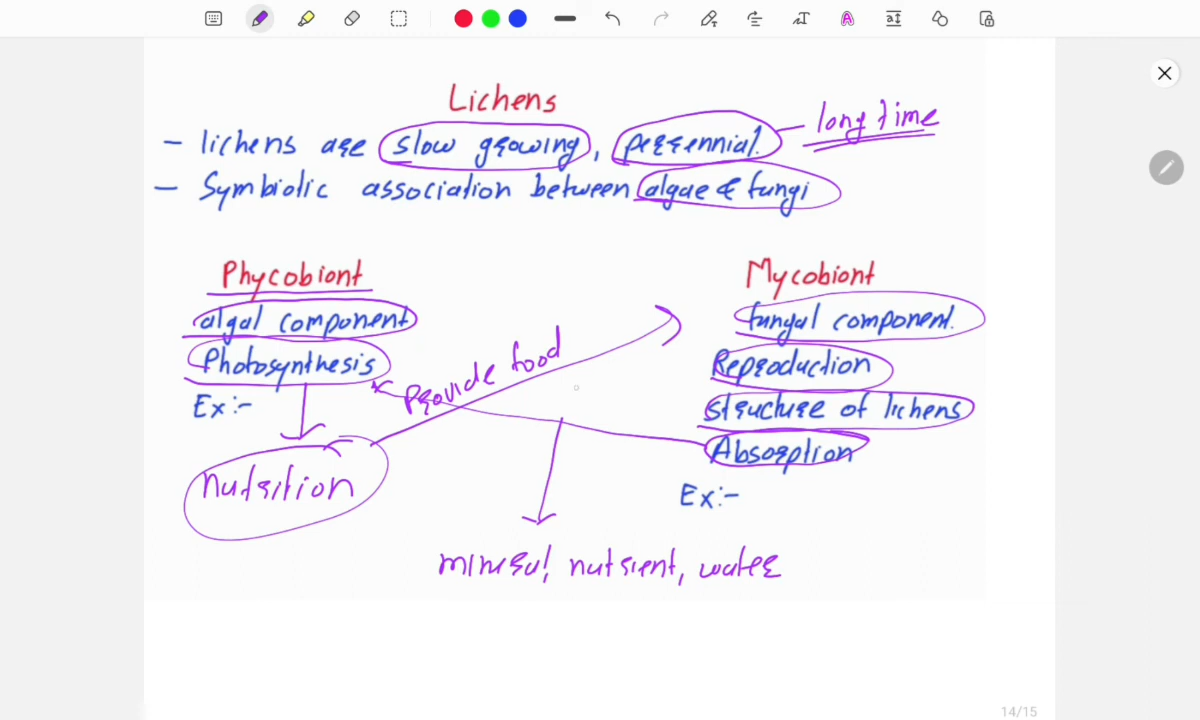 Lichens
- lichens are slow growing, perennial. - long time
- Symbiolic association between algae & fungi
Phycobiont
algal component
Photosynthesis
Ex:-
nutrition
Provide food
Mycobiont
fungal component.
Reproduction
structure of lichens
Absorption
Ex:-
mineral, nutrient, water
14/15